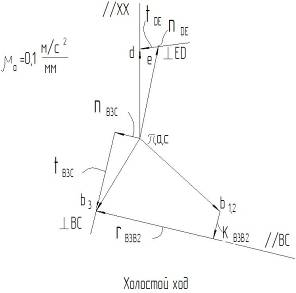 //XX
t DE
n DE
μa=0,1 м/с²/мм
d
e
⊥ED
n B3C
π,a,c
t B3C
b3
b1,2
⊥BC
r B3B2
K B3B2
//BC
Холостой ход